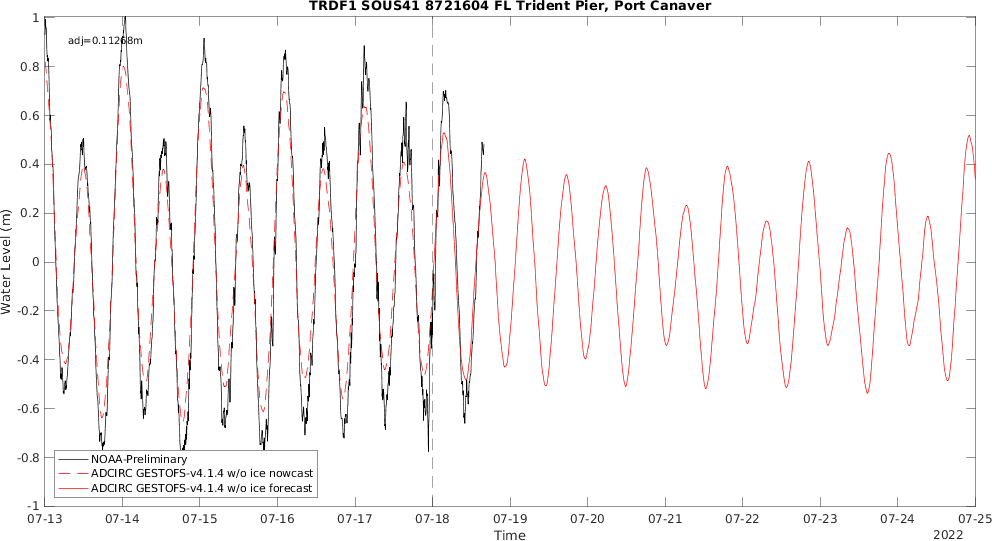 TRDF1 SOUS41 8721604 FL Trident Pier, Port Canaver
adj=0.11268m
Water Level (m)
1
0.8
0.6
0.4
0.2
0
-0.2
-0.4
-0.6
-0.8
-1
NOAA-Preliminary
ADCIRC GESTOFS-v4.1.4 w/o ice nowcast
ADCIRC GESTOFS-v4.1.4 w/o ice forecast
07-13 07-14 07-15 07-16 07-17 07-18 07-19 07-20 07-21 07-22 07-23 07-24 07-25
Time
2022